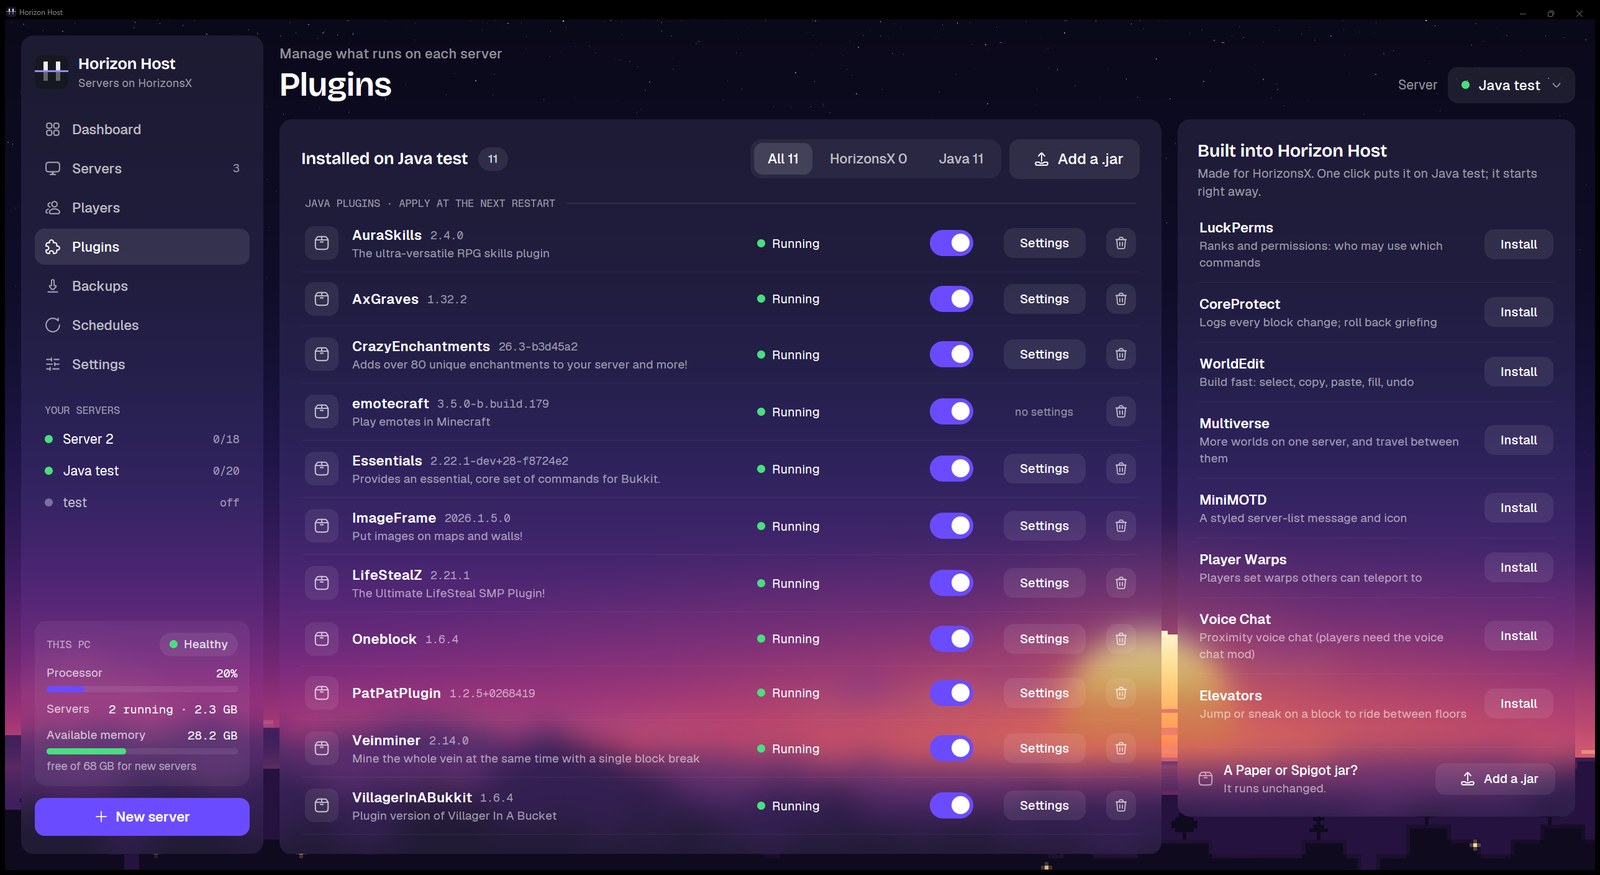 Horizon Host
Horizon Host
Servers on HorizonsX
Dashboard
Servers 3
Players
Plugins
Backups
Schedules
Settings
YOUR SERVERS
Server 2 0/18
Java test 0/20
test off
THIS PC Healthy
Processor 20%
Servers 2 running · 2.3 GB
Available memory 28.2 GB
free of 68 GB for new servers
+ New server
Manage what runs on each server
Plugins
Server Java test
Installed on Java test 11
All 11 HorizonsX 0 Java 11 Add a .jar
JAVA PLUGINS · APPLY AT THE NEXT RESTART
AuraSkills 2.4.0
The ultra-versatile RPG skills plugin
Running Settings
AxGraves 1.32.2
Running Settings
CrazyEnchantments 26.3-b3d45a2
Adds over 80 unique enchantments to your server and more!
Running Settings
emotecraft 3.5.0-b.build.179
Play emotes in Minecraft
Running no settings
Essentials 2.22.1-dev+28-f8724e2
Provides an essential, core set of commands for Bukkit.
Running Settings
ImageFrame 2026.1.5.0
Put images on maps and walls!
Running Settings
LifeStealZ 2.21.1
The Ultimate LifeSteal SMP Plugin!
Running Settings
Oneblock 1.6.4
Running Settings
PatPatPlugin 1.2.5+0268419
Running Settings
Veinminer 2.14.0
Mine the whole vein at the same time with a single block break
Running Settings
VillagerInABukkit 1.6.4
Plugin version of Villager In A Bucket
Running Settings
Built into Horizon Host
Made for HorizonsX. One click puts it on Java test; it starts
right away.
LuckPerms
Ranks and permissions: who may use which
commands
Install
CoreProtect
Logs every block change; roll back griefing
Install
WorldEdit
Build fast: select, copy, paste, fill, undo
Install
Multiverse
More worlds on one server, and travel between
them
Install
MiniMOTD
A styled server-list message and icon
Install
Player Warps
Players set warps others can teleport to
Install
Voice Chat
Proximity voice chat (players need the voice
chat mod)
Install
Elevators
Jump or sneak on a block to ride between floors
Install
A Paper or Spigot jar?
It runs unchanged.
Add a .jar